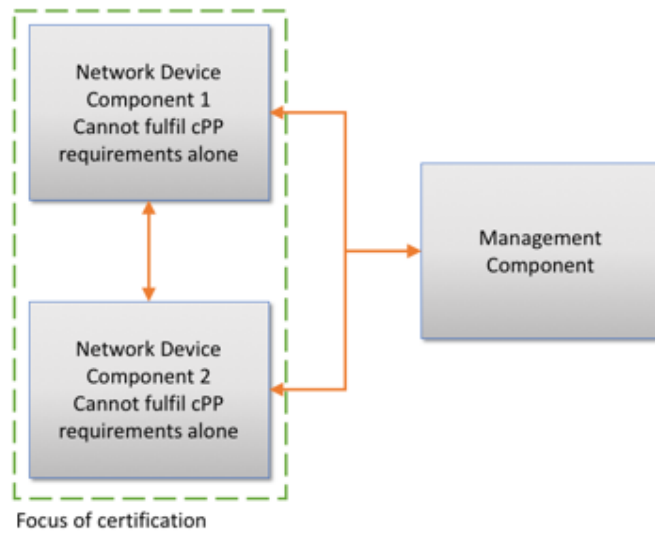 Network Device
Component 1
Cannot fulfil cPP
requirements alone
Management
Component
Network Device
Component 2
Cannot fulfil cPP
requirements alone
Focus of certification